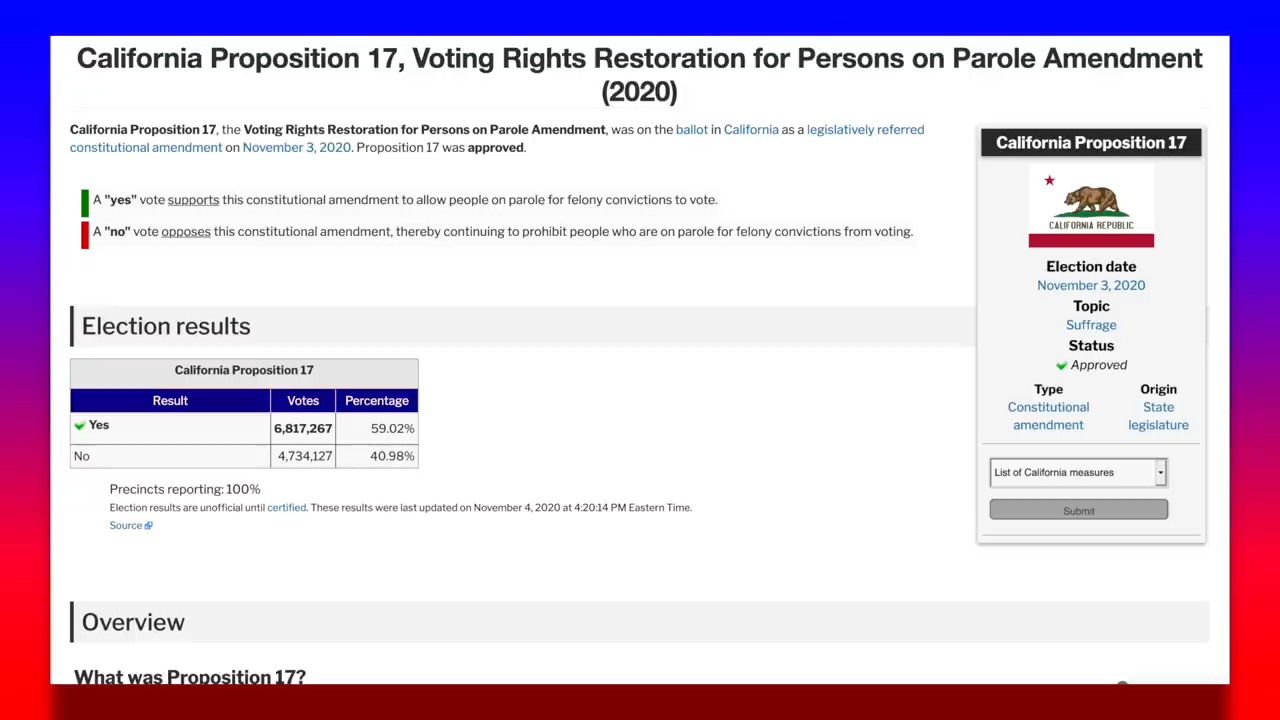 California Proposition 17, Voting Rights Restoration for Persons on Parole Amendment
(2020)
California Proposition 17, the Voting Rights Restoration for Persons on Parole Amendment, was on the ballot in California as a legislatively referred
constitutional amendment on November 3, 2020. Proposition 17 was approved.
A "yes" vote supports this constitutional amendment to allow people on parole for felony convictions to vote.
A "no" vote opposes this constitutional amendment, thereby continuing to prohibit people who are on parole for felony convictions from voting.
Election results
California Proposition 17
Result Votes Percentage
Yes 6,817,267 59.02%
No 4,734,127 40.98%
Precincts reporting: 100%
Election results are unofficial until certified. These results were last updated on November 4, 2020 at 4:20:14 PM Eastern Time.
Source
California Proposition 17
CALIFORNIA REPUBLIC
Election date
November 3, 2020
Topic
Suffrage
Status
Approved
Type Origin
Constitutional State
amendment legislature
List of California measures
Submit
Overview
What was Proposition 17?